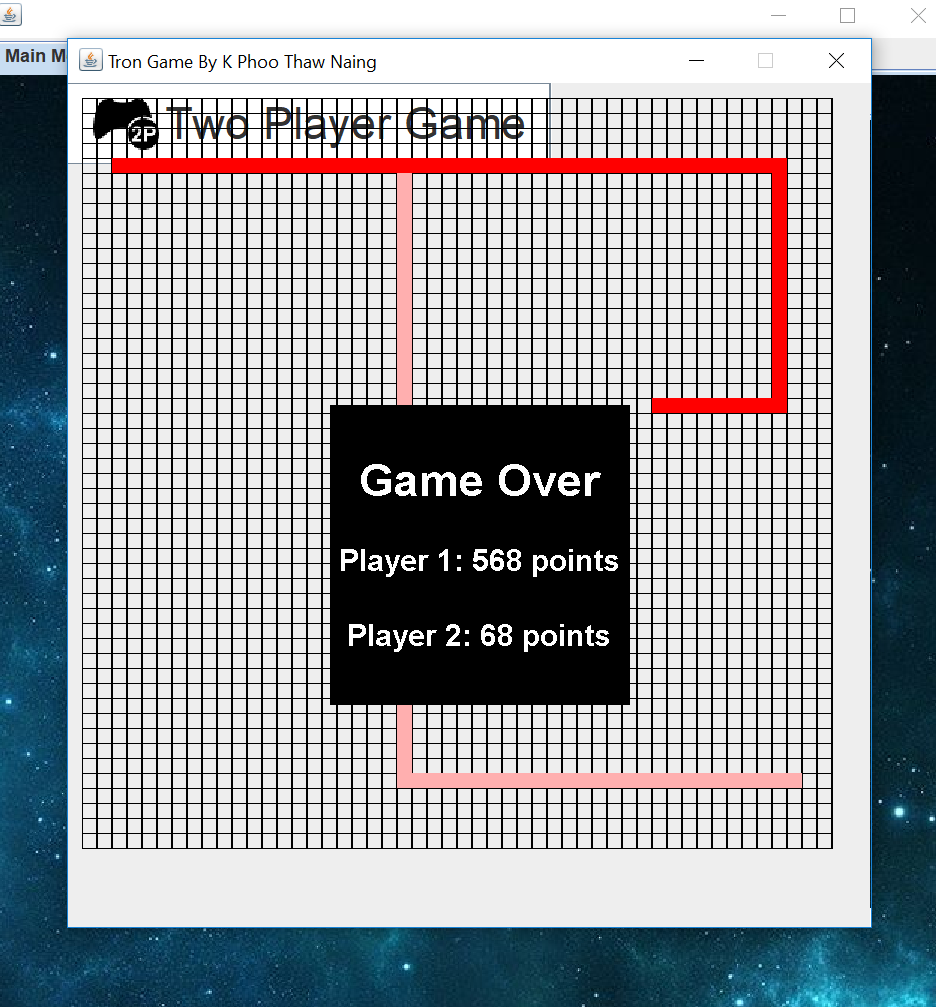 Main M
Tron Game By K Phoo Thaw Naing
2P Two Player Game
Game Over
Player 1: 568 points
Player 2: 68 points